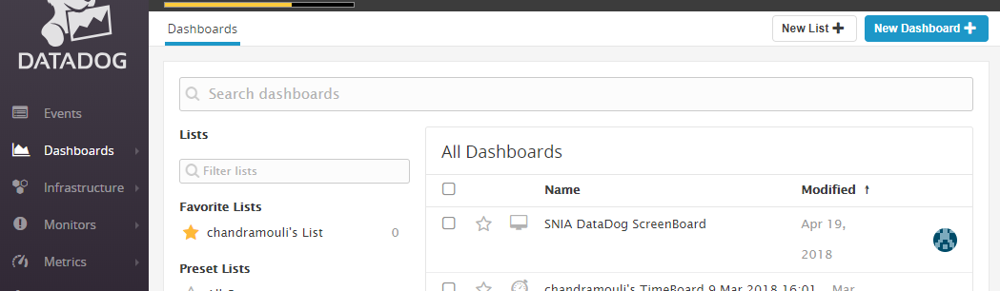 DATADOG
Events
Dashboards
Infrastructure
Monitors
Metrics
Dashboards
New List +
New Dashboard +
Search dashboards
Lists
Filter lists
Favorite Lists
chandramouli's List 0
Preset Lists
All Dashboards
Name Modified ↑
SNIA DataDog ScreenBoard Apr 19,
2018
chandramouli's TimeBoard 9 Mar 2018 16:01 Mar